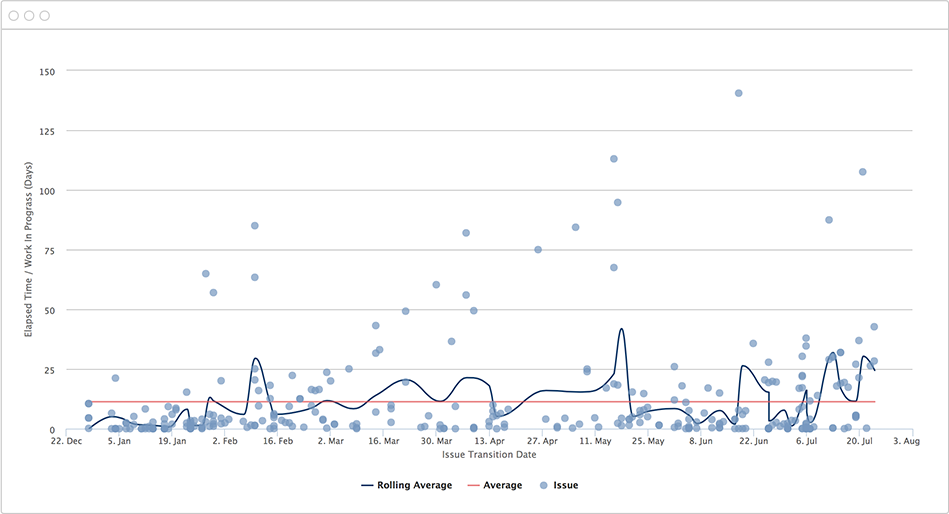 150
125
100
75
50
25
0
Elapsed Time / Work In Prograss (Days)
22. Dec 5. Jan 19. Jan 2. Feb 16. Feb 2. Mar 16. Mar 30. Mar 13. Apr 27. Apr 11. May 25. May 8. Jun 22. Jun 6. Jul 20. Jul 3. Aug
Issue Transition Date
Rolling Average Average Issue